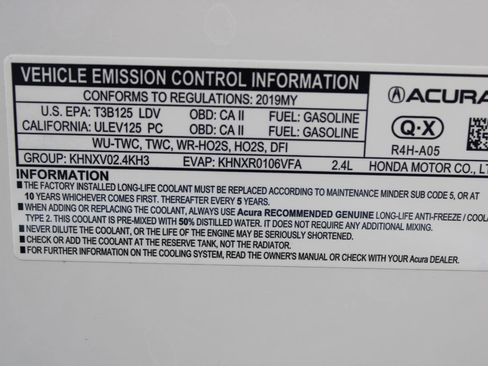 VEHICLE EMISSION CONTROL INFORMATION
CONFORMS TO REGULATIONS: 2019MY
U.S. EPA: T3B125 LDV OBD: CA II FUEL: GASOLINE
CALIFORNIA: ULEV125 PC OBD: CA II FUEL: GASOLINE
WU-TWC, TWC, WR-HO2S, HO2S, DFI
GROUP: KHNXV02.4KH3 EVAP: KHNXR0106VFA 2.4L
ACURA
Q·X
R4H-A05
HONDA MOTOR CO., LT
INFORMATION
THE FACTORY INSTALLED LONG-LIFE COOLANT MUST BE REPLACED ACCORDING TO MAINTENANCE MINDER SUB CODE 5, OR AT
10 YEARS WHICHEVER COMES FIRST. THEREAFTER EVERY 5 YEARS.
WHEN ADDING OR REPLACING THE COOLANT, ALWAYS USE Acura RECOMMENDED GENUINE LONG-LIFE ANTI-FREEZE / COOLA
TYPE 2. THIS COOLANT IS PRE-MIXED WITH 50% DISTILLED WATER. IT DOES NOT REQUIRE ANY ADDITIONAL MIXING.
NEVER DILUTE THE COOLANT, OR THE LIFE OF THE ENGINE MAY BE SERIOUSLY SHORTENED.
CHECK AND ADD THE COOLANT AT THE RESERVE TANK, NOT THE RADIATOR.
FOR FURTHER INFORMATION ON THE COOLING SYSTEM, READ THE OWNER'S MANUAL OR CHECK WITH YOUR Acura DEALER.